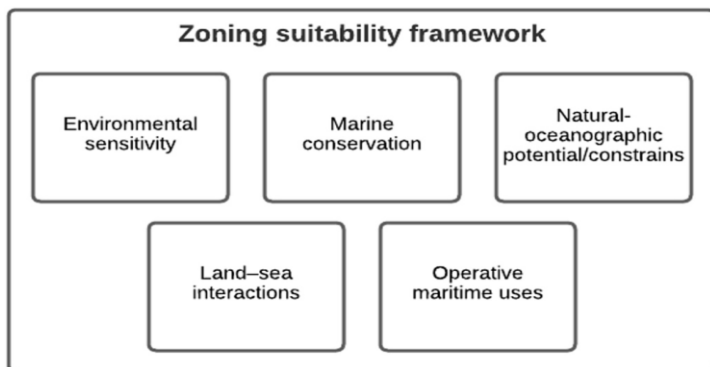 Zoning suitability framework
Environmental
sensitivity
Marine
conservation
Natural-
oceanographic
potential/constrains
Land–sea
interactions
Operative
maritime uses